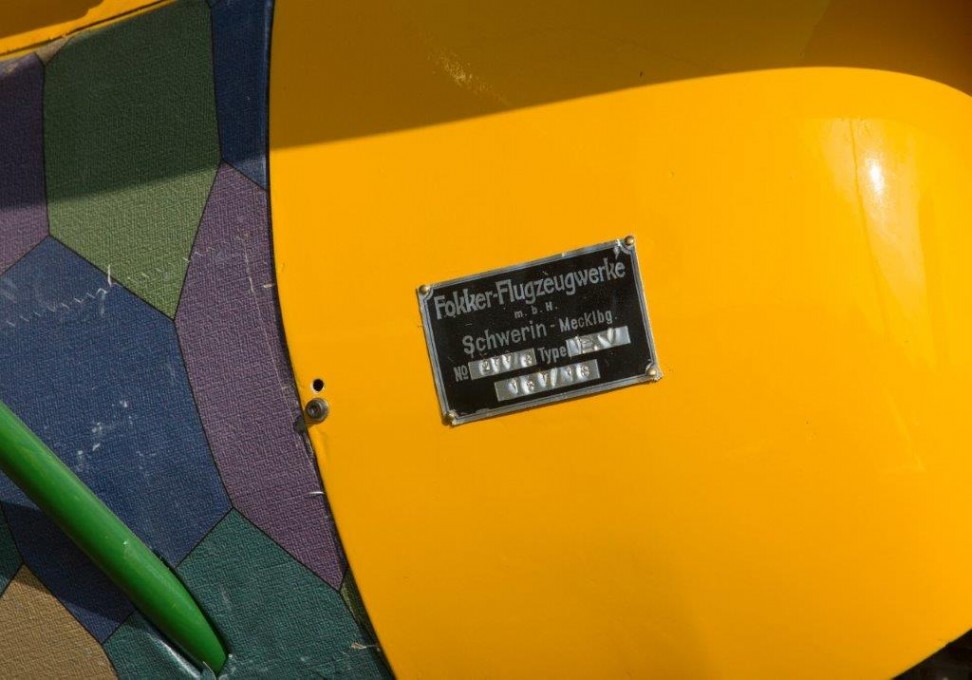 Fokker-Flugzeugwerke
m. b. H.
Schwerin - Mecklbg.
No Type